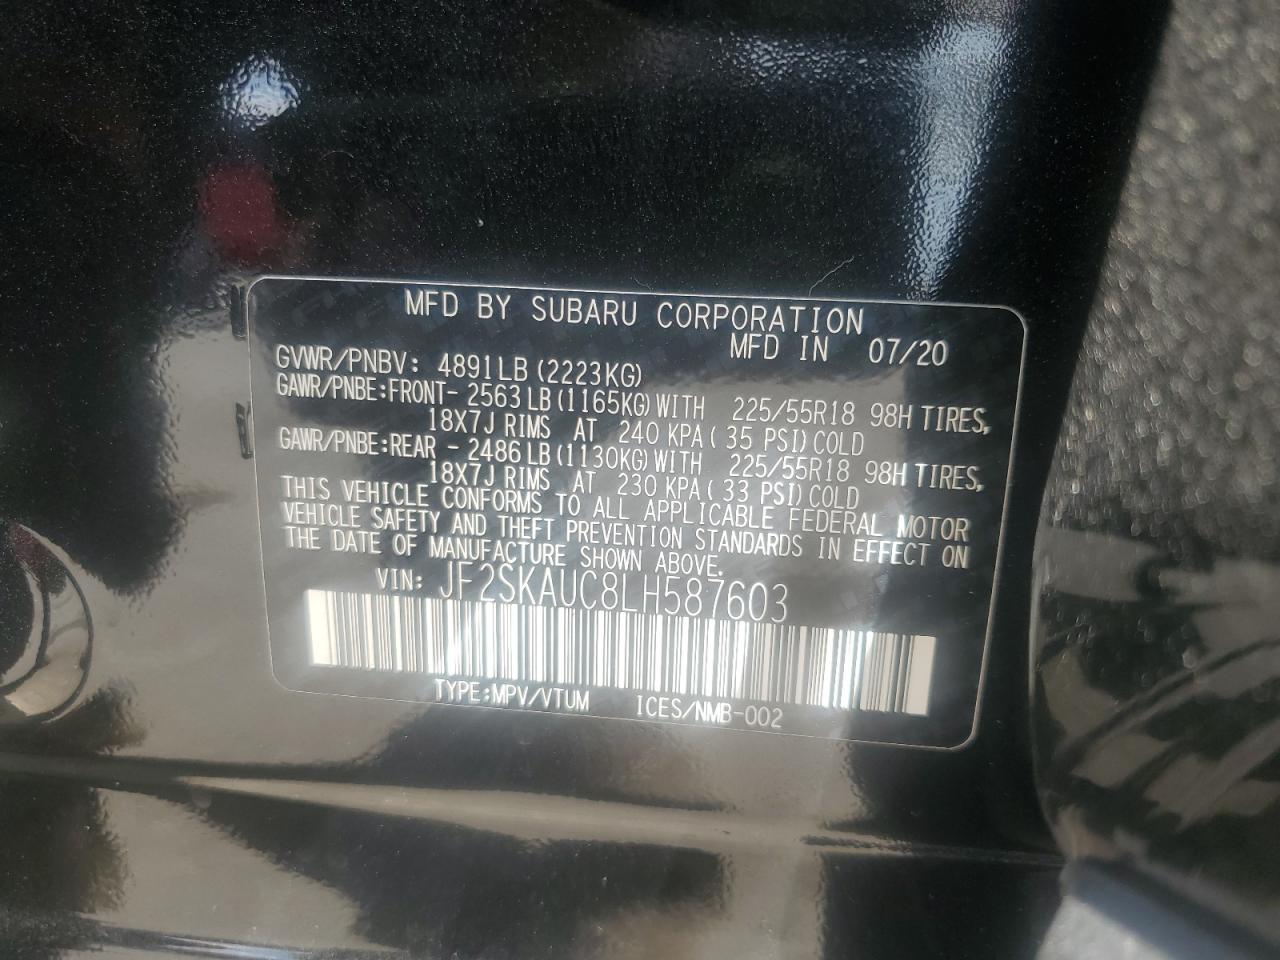 MFD BY SUBARU CORPORATION
MFD IN 07/20
GVWR/PNBV: 4891LB (2223KG)
GAWR/PNBE:FRONT- 2563 LB (1165KG) WITH 225/55R18 98H TIRES,
18X7J RIMS AT 240 KPA ( 35 PSI) COLD
GAWR/PNBE:REAR - 2486 LB (1130KG) WITH 225/55R18 98H TIRES,
18X7J RIMS AT 230 KPA ( 33 PSI) COLD
THIS VEHICLE CONFORMS TO ALL APPLICABLE FEDERAL MOTOR
VEHICLE SAFETY AND THEFT PREVENTION STANDARDS IN EFFECT ON
THE DATE OF MANUFACTURE SHOWN ABOVE.
VIN: JF2SKAUC8LH587603
TYPE:MPV/VTUM ICES/NMB-002